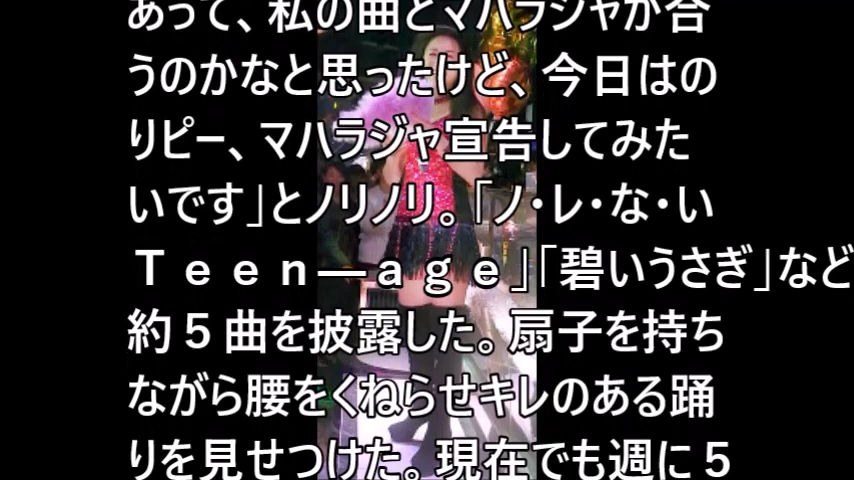 あって、私の曲とマハラジャが合
うのかなと思ったけど、今日はの
りピー、マハラジャ宣告してみた
いです」とノリノリ。「ノ・レ・な・い
Ｔｅｅｎ―ａｇｅ」「碧いうさぎ」など
約５曲を披露した。扇子を持ち
ながら腰をくねらせキレのある踊
りを見せつけた。現在でも週に５